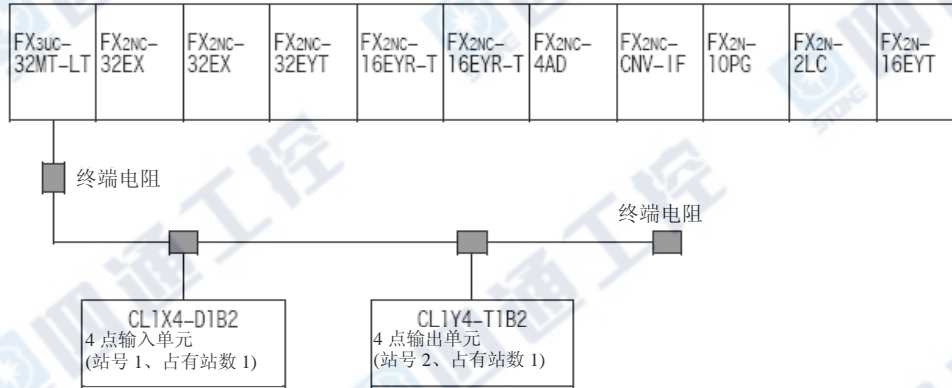 FX3UC-
32MT-LT
FX2NC-
32EX
FX2NC-
32EX
FX2NC-
32EYT
FX2NC-
16EYR-T
FX2NC-
16EYR-T
FX2NC-
4AD
FX2NC-
CNV-IF
FX2N-
10PG
FX2N-
2LC
FX2N-
16EYT
终端电阻
终端电阻
CL1X4-D1B2
4 点输入单元
(站号 1、占有站数 1)
CL1Y4-T1B2
4 点输出单元
(站号 2、占有站数 1)